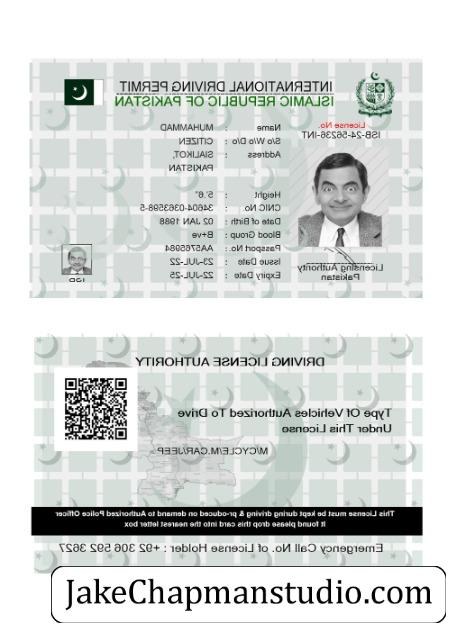 INTERNATIONAL DRIVING PERMIT
ISLAMIC REPUBLIC OF PAKISTAN
License No.
ISB-24-56236-INT
Name : MUHAMMAD
S/o W/o D/o : CITIZEN
Address : SIALKOT,
PAKISTAN
Height : 5.6"
CNIC No : 34604-0363598-5
Date of Birth : 02 JAN 1988
Blood Group : B+ve
Passport No. : AA5765984
Issue Date : 23-JUL-22
Expiry Date : 22-JUL-25
Licensing Authority
Pakistan
DRIVING LICENSE AUTHORITY
Type Of Vehicles Authorized To Drive
Under This License
M/CYCLE/M.CAR/JEEP
This License must be kept during driving & produced on demand to authorized Police Officer
It found please drop this card into the nearest letter box
Emergency Call No. of License Holder : +92 306 592 3627
JakeChapmanstudio.com